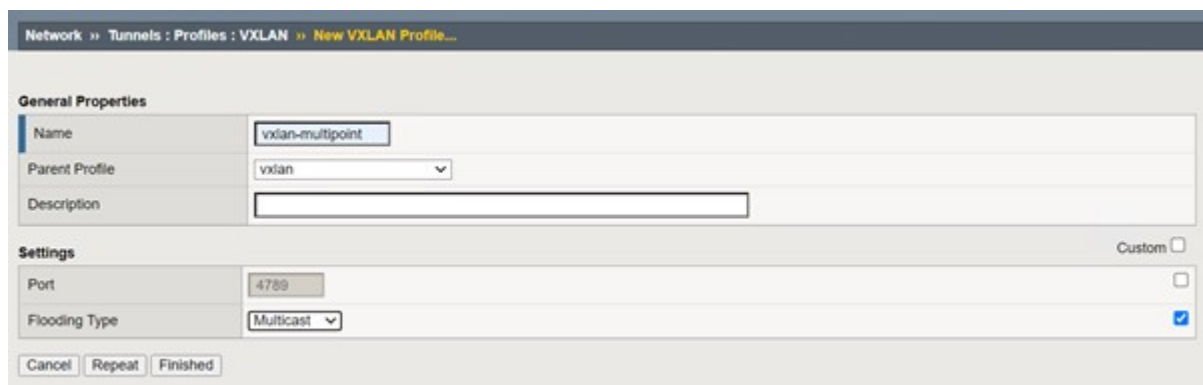 Network » Tunnels : Profiles : VXLAN » New VXLAN Profile...
General Properties
Name vxlan-multipoint
Parent Profile vxlan
Description
Settings Custom
Port 4789
Flooding Type Multicast
Cancel Repeat Finished